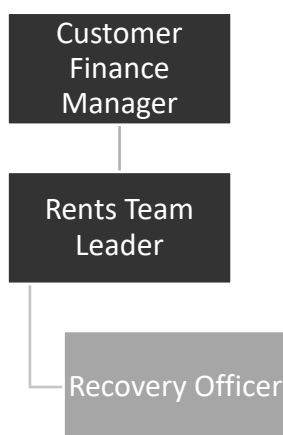 Customer
Finance
Manager
Rents Team
Leader
Recovery Officer